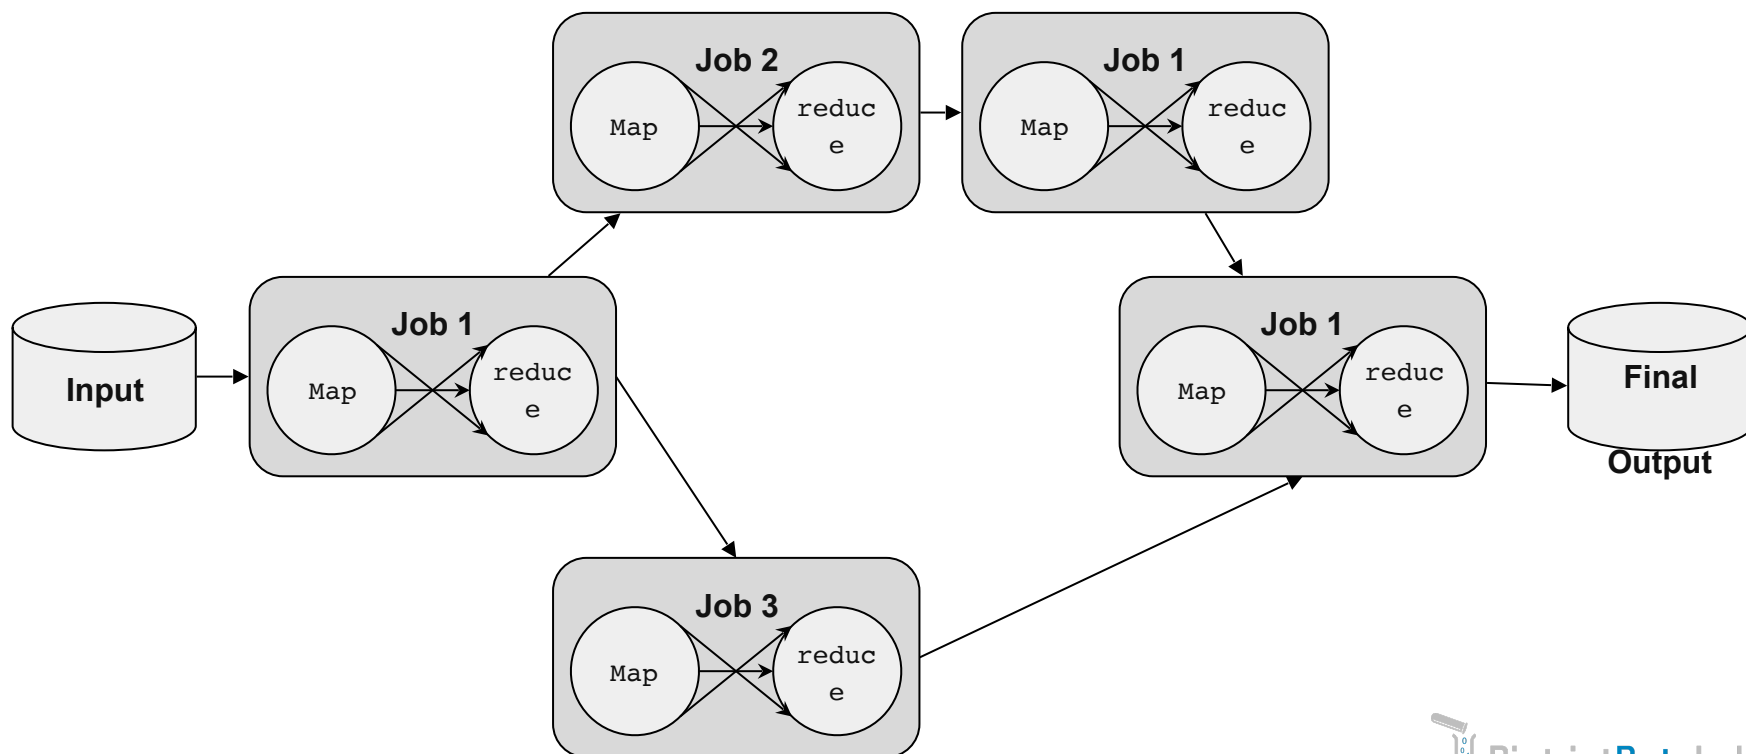 Job 2
Map
reduc
e
Job 1
Map
reduc
e
Input
Job 1
Map
reduc
e
Job 1
Map
reduc
e
Final
Output
Job 3
Map
reduc
e